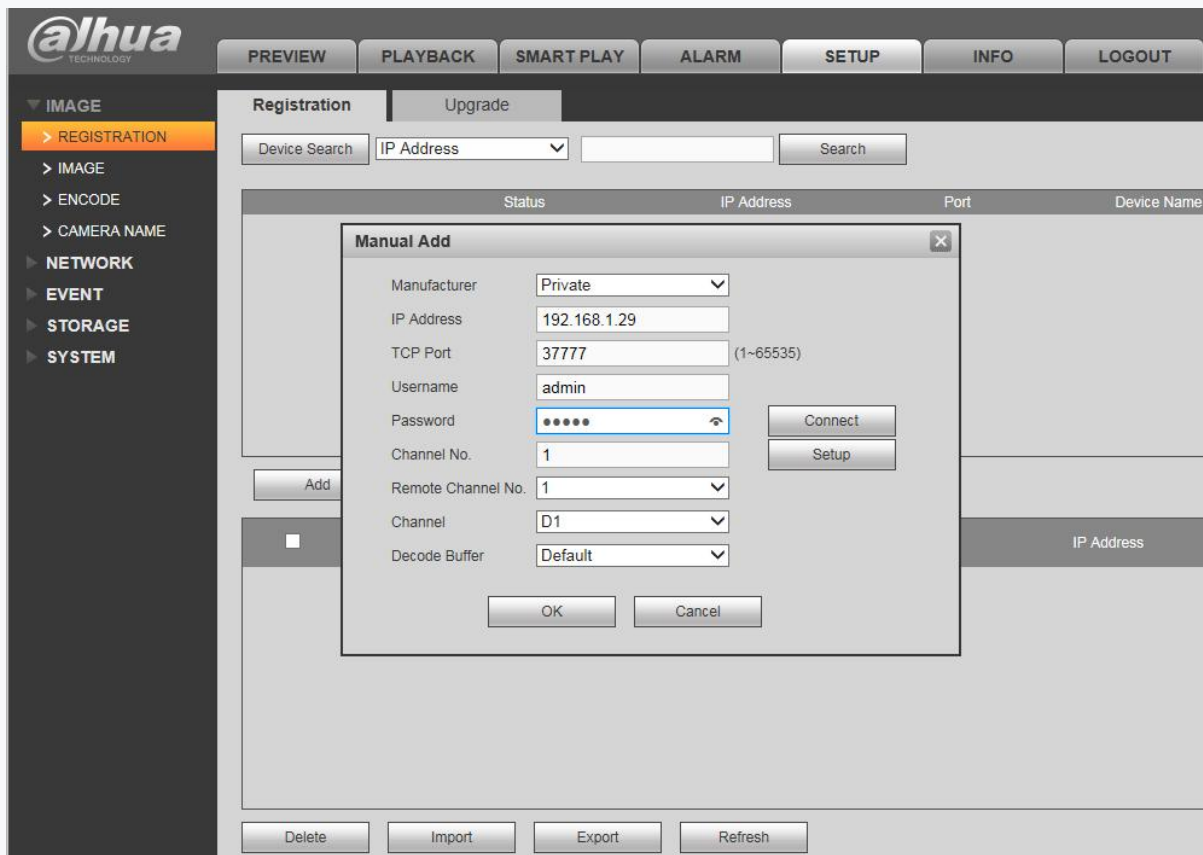 alhua
TECHNOLOGY
PREVIEW PLAYBACK SMART PLAY ALARM SETUP INFO LOGOUT
IMAGE
REGISTRATION
IMAGE
ENCODE
CAMERA NAME
NETWORK
EVENT
STORAGE
SYSTEM
Registration Upgrade
Device Search IP Address Search
Status IP Address Port Device Name
Manual Add
Manufacturer Private
IP Address 192.168.1.29
TCP Port 37777 (1~65535)
Username admin
Password ●●●●● Connect
Channel No. 1 Setup
Remote Channel No. 1
Channel D1
Decode Buffer Default
OK Cancel
Add
IP Address
Delete Import Export Refresh